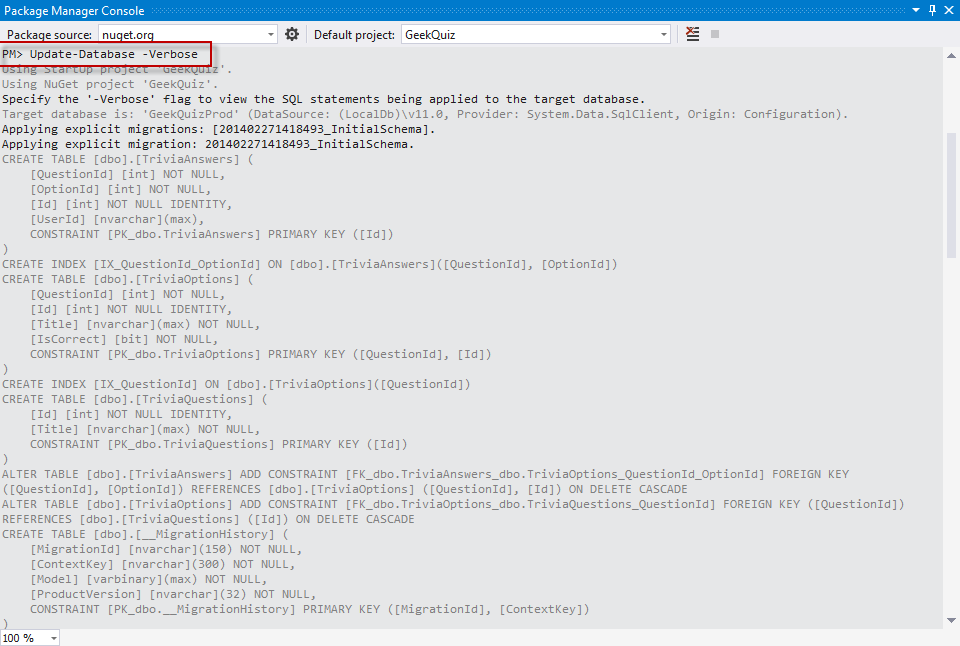 Package Manager Console
Package source: nuget.org Default project: GeekQuiz
PM> Update-Database -Verbose
Using StartUp project 'GeekQuiz'.
Using NuGet project 'GeekQuiz'.
Specify the '-Verbose' flag to view the SQL statements being applied to the target database.
Target database is: 'GeekQuizProd' (DataSource: (LocalDb)\v11.0, Provider: System.Data.SqlClient, Origin: Configuration).
Applying explicit migrations: [201402271418493_InitialSchema].
Applying explicit migration: 201402271418493_InitialSchema.
CREATE TABLE [dbo].[TriviaAnswers] (
    [QuestionId] [int] NOT NULL,
    [OptionId] [int] NOT NULL,
    [Id] [int] NOT NULL IDENTITY,
    [UserId] [nvarchar](max),
    CONSTRAINT [PK_dbo.TriviaAnswers] PRIMARY KEY ([Id])
)
CREATE INDEX [IX_QuestionId_OptionId] ON [dbo].[TriviaAnswers]([QuestionId], [OptionId])
CREATE TABLE [dbo].[TriviaOptions] (
    [QuestionId] [int] NOT NULL,
    [Id] [int] NOT NULL IDENTITY,
    [Title] [nvarchar](max) NOT NULL,
    [IsCorrect] [bit] NOT NULL,
    CONSTRAINT [PK_dbo.TriviaOptions] PRIMARY KEY ([QuestionId], [Id])
)
CREATE INDEX [IX_QuestionId] ON [dbo].[TriviaOptions]([QuestionId])
CREATE TABLE [dbo].[TriviaQuestions] (
    [Id] [int] NOT NULL IDENTITY,
    [Title] [nvarchar](max) NOT NULL,
    CONSTRAINT [PK_dbo.TriviaQuestions] PRIMARY KEY ([Id])
)
ALTER TABLE [dbo].[TriviaAnswers] ADD CONSTRAINT [FK_dbo.TriviaAnswers_dbo.TriviaOptions_QuestionId_OptionId] FOREIGN KEY
([QuestionId], [OptionId]) REFERENCES [dbo].[TriviaOptions] ([QuestionId], [Id]) ON DELETE CASCADE
ALTER TABLE [dbo].[TriviaOptions] ADD CONSTRAINT [FK_dbo.TriviaOptions_dbo.TriviaQuestions_QuestionId] FOREIGN KEY ([QuestionId])
REFERENCES [dbo].[TriviaQuestions] ([Id]) ON DELETE CASCADE
CREATE TABLE [dbo].[__MigrationHistory] (
    [MigrationId] [nvarchar](150) NOT NULL,
    [ContextKey] [nvarchar](300) NOT NULL,
    [Model] [varbinary](max) NOT NULL,
    [ProductVersion] [nvarchar](32) NOT NULL,
    CONSTRAINT [PK_dbo.__MigrationHistory] PRIMARY KEY ([MigrationId], [ContextKey])
)
100 %